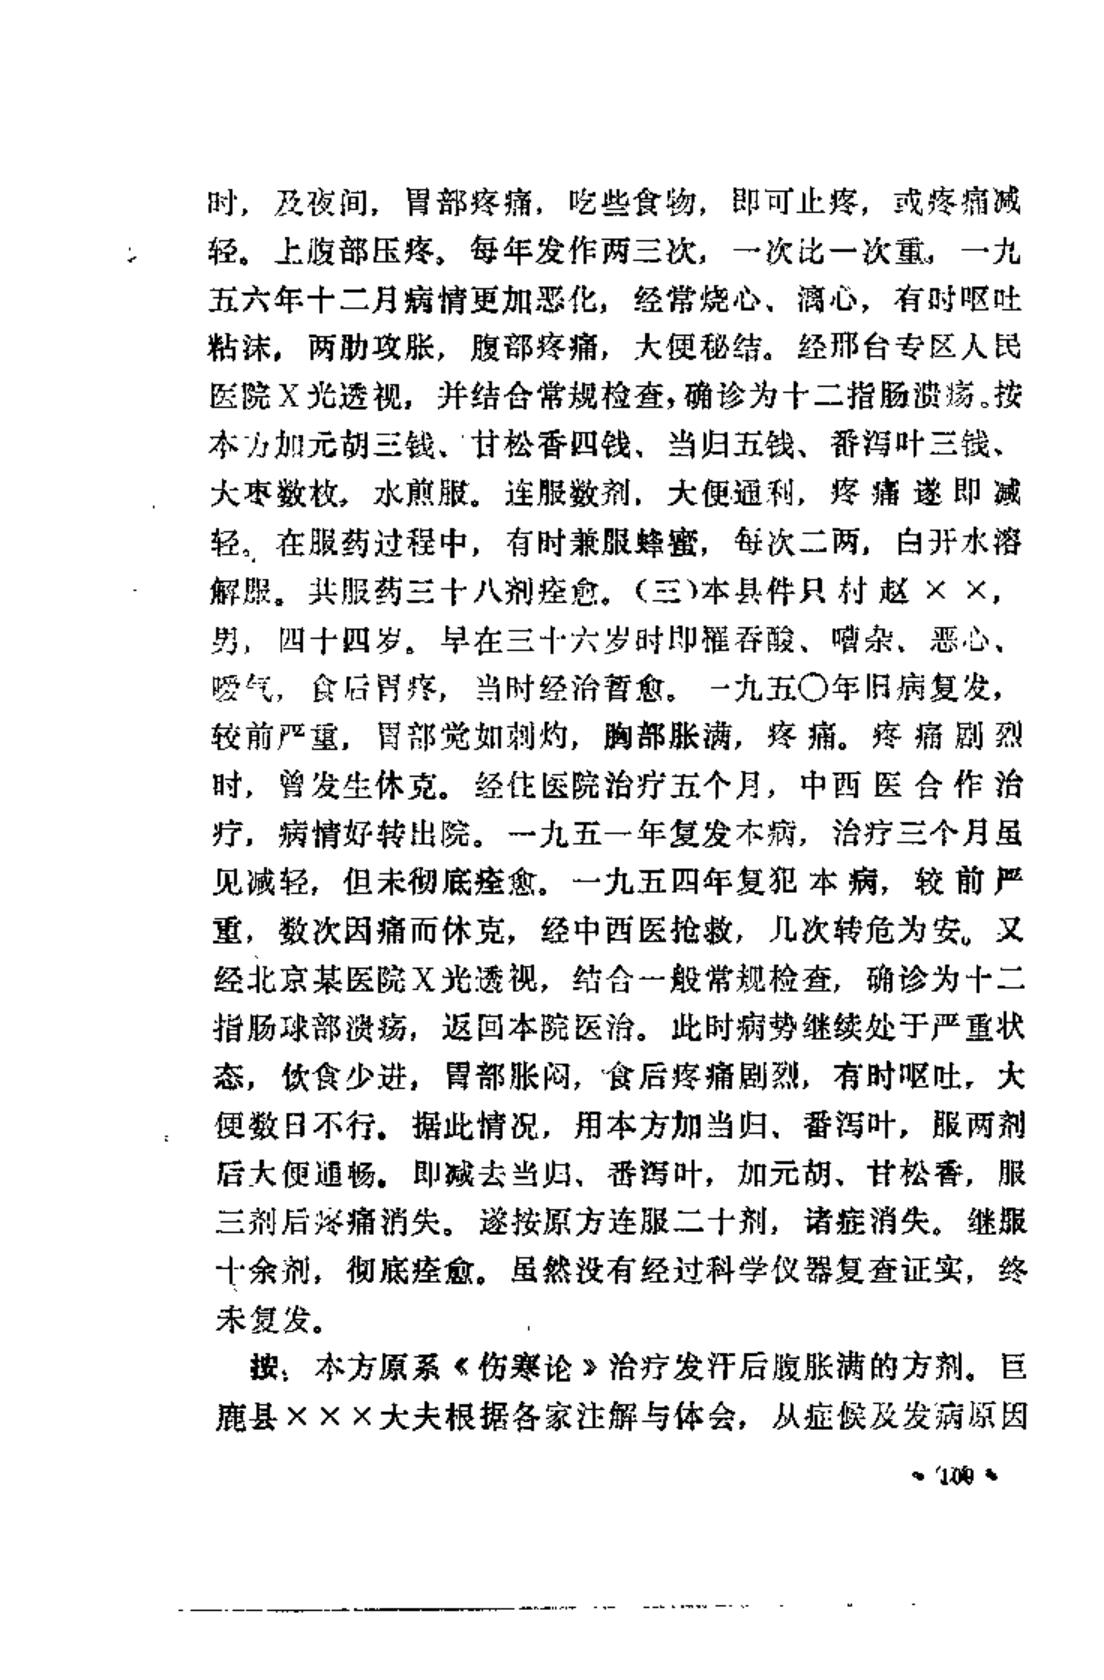 时，及夜间，胃部疼痛，吃些食物，即可止疼，或疼痛减
轻。上腹部压疼。每年发作两三次，一次比一次重。一九
五六年十二月病情更加恶化，经常烧心、漓心，有时呕吐
粘沫，两肋攻胀，腹部疼痛，大便秘结。经邢台专区人民
医院X光透视，并结合常规检查，确诊为十二指肠溃疡。按
本方加元胡三钱、甘松香四钱、当归五钱、番泻叶三钱、
大枣数枚，水煎服。连服数剂，大便通利，疼痛遂即减
轻。在服药过程中，有时兼服蜂蜜，每次二两，白开水溶
解服。共服药三十八剂痊愈。（三）本县件只村赵××，
男，四十四岁。早在三十六岁时即罹吞酸、嘈杂、恶心、
嗳气，食后胃疼，当时经治暂愈。一九五〇年旧病复发，
较前严重，胃部觉如刺灼，胸部胀满，疼痛。疼痛剧烈
时，曾发生休克。经住医院治疗五个月，中西医合作治
疗，病情好转出院。一九五一年复发本病，治疗三个月虽
见减轻，但未彻底痊愈。一九五四年复犯本病，较前严
重，数次因痛而休克，经中西医抢救，几次转危为安。又
经北京某医院X光透视，结合一般常规检查，确诊为十二
指肠球部溃疡，返回本院医治。此时病势继续处于严重状
态，饮食少进，胃部胀闷，食后疼痛剧烈，有时呕吐，大
便数日不行。据此情况，用本方加当归、番泻叶，服两剂
后大便通畅。即减去当归、番泻叶，加元胡、甘松香，服
三剂后疼痛消失。遂按原方连服二十剂，诸症消失。继服
十余剂，彻底痊愈。虽然没有经过科学仪器复查证实，终
未复发。
按：本方原系《伤寒论》治疗发汗后腹胀满的方剂。巨
鹿县×××大夫根据各家注解与体会，从症候及发病原因
• 109 •